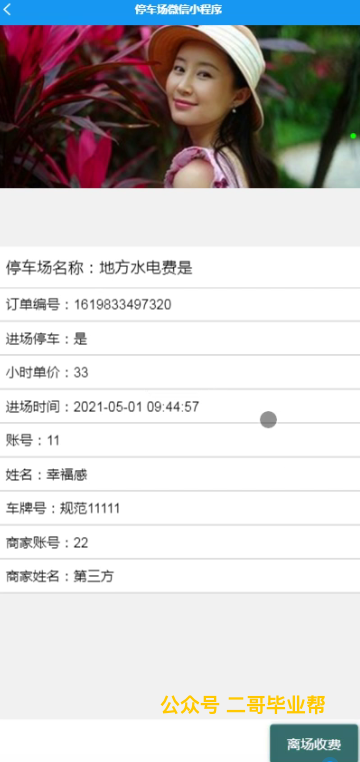 停车场微信小程序
停车场名称：地方水电费是
订单编号：1619833497320
进场停车：是
小时单价：33
进场时间：2021-05-01 09:44:57
账号：11
姓名：幸福感
车牌号：规范11111
商家账号：22
商家姓名：第三方
公众号 二哥毕业帮
离场收费